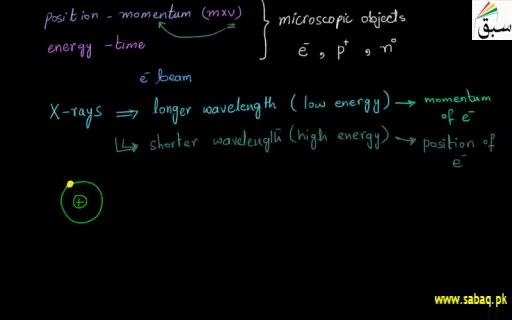 position - momentum (m×v)
energy - time
} microscopic objects
e⁻, p⁺, n⁰
سبق
e⁻ beam
X-rays ⇒ longer wavelength (low energy) → momentum of e⁻
↳ shorter wavelength (high energy) → position of e⁻
+
www.sabaq.pk